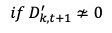 if D′ₖ,ₜ₊₁ ≉ 0